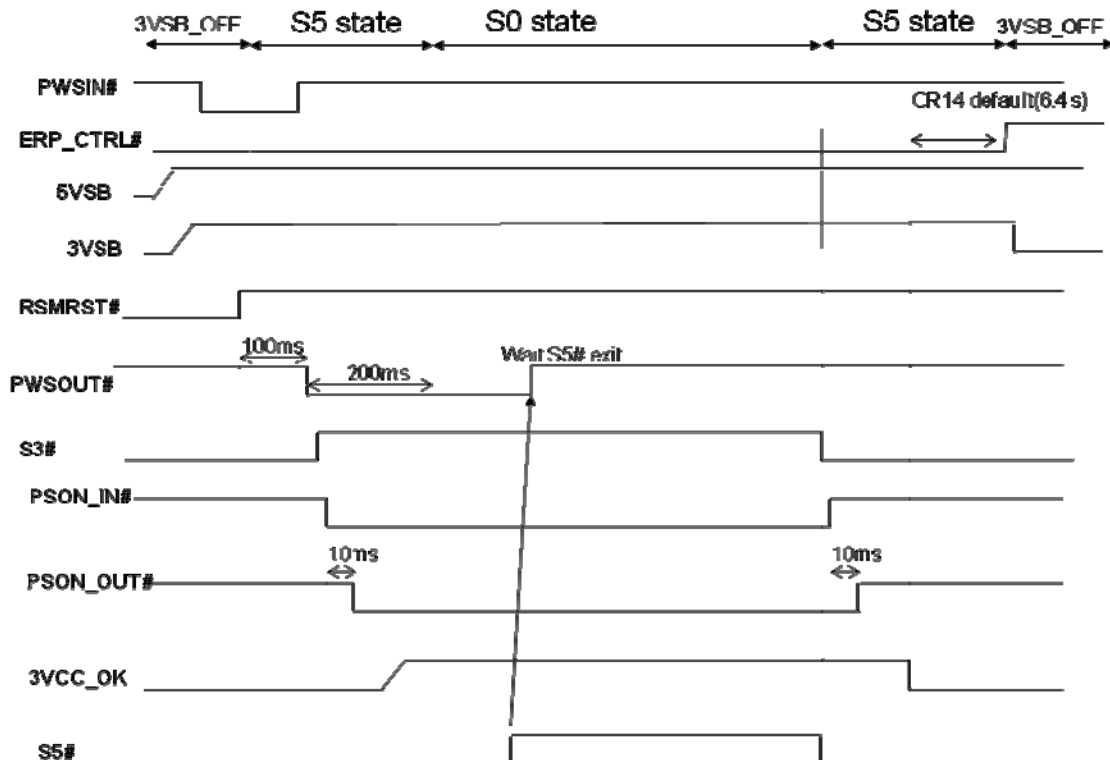 3VSB_OFF S5 state S0 state S5 state 3VSB_OFF
PWSIN#
CR14 default(6.4 s)
ERP_CTRL#
5VSB
3VSB
RSMRST#
100ms Wait S5# exit
200ms
PWSOUT#
S3#
PSON_IN#
10ms 10ms
PSON_OUT#
3VCC_OK
S5#